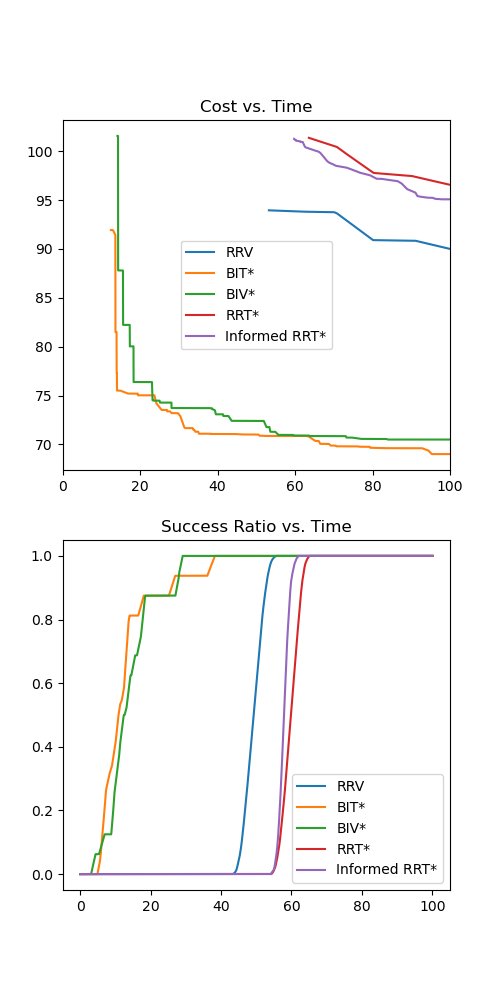 Cost vs. Time
100
95
90
85
80
75
70
RRV
BIT*
BIV*
RRT*
Informed RRT*
0 20 40 60 80 100
Success Ratio vs. Time
1.0
0.8
0.6
0.4
0.2
0.0
RRV
BIT*
BIV*
RRT*
Informed RRT*
0 20 40 60 80 100